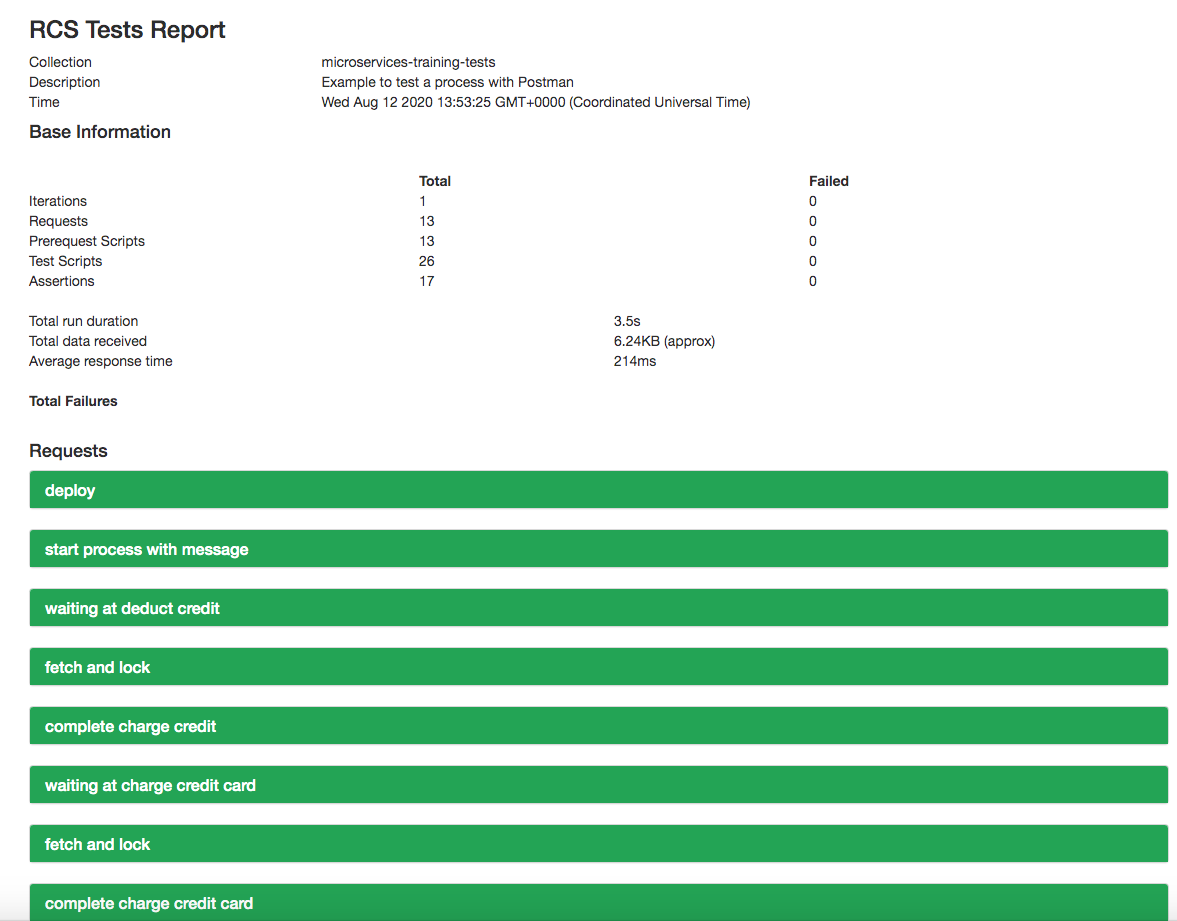 RCS Tests Report
Collection microservices-training-tests
Description Example to test a process with Postman
Time Wed Aug 12 2020 13:53:25 GMT+0000 (Coordinated Universal Time)
Base Information
Total Failed
Iterations 1 0
Requests 13 0
Prerequest Scripts 13 0
Test Scripts 26 0
Assertions 17 0
Total run duration 3.5s
Total data received 6.24KB (approx)
Average response time 214ms
Total Failures
Requests
deploy
start process with message
waiting at deduct credit
fetch and lock
complete charge credit
waiting at charge credit card
fetch and lock
complete charge credit card